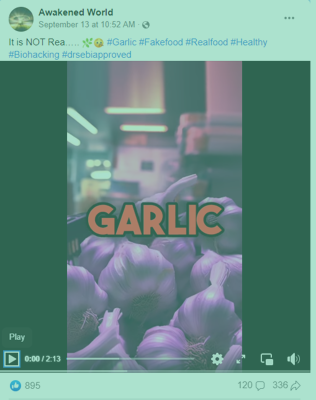 Awakened World
September 13 at 10:52 AM ·
It is NOT Rea..... #Garlic #Fakefood #Realfood #Healthy
#Biohacking #drsebiapproved
GARLIC
Play
0:00 / 2:13
895
120
336